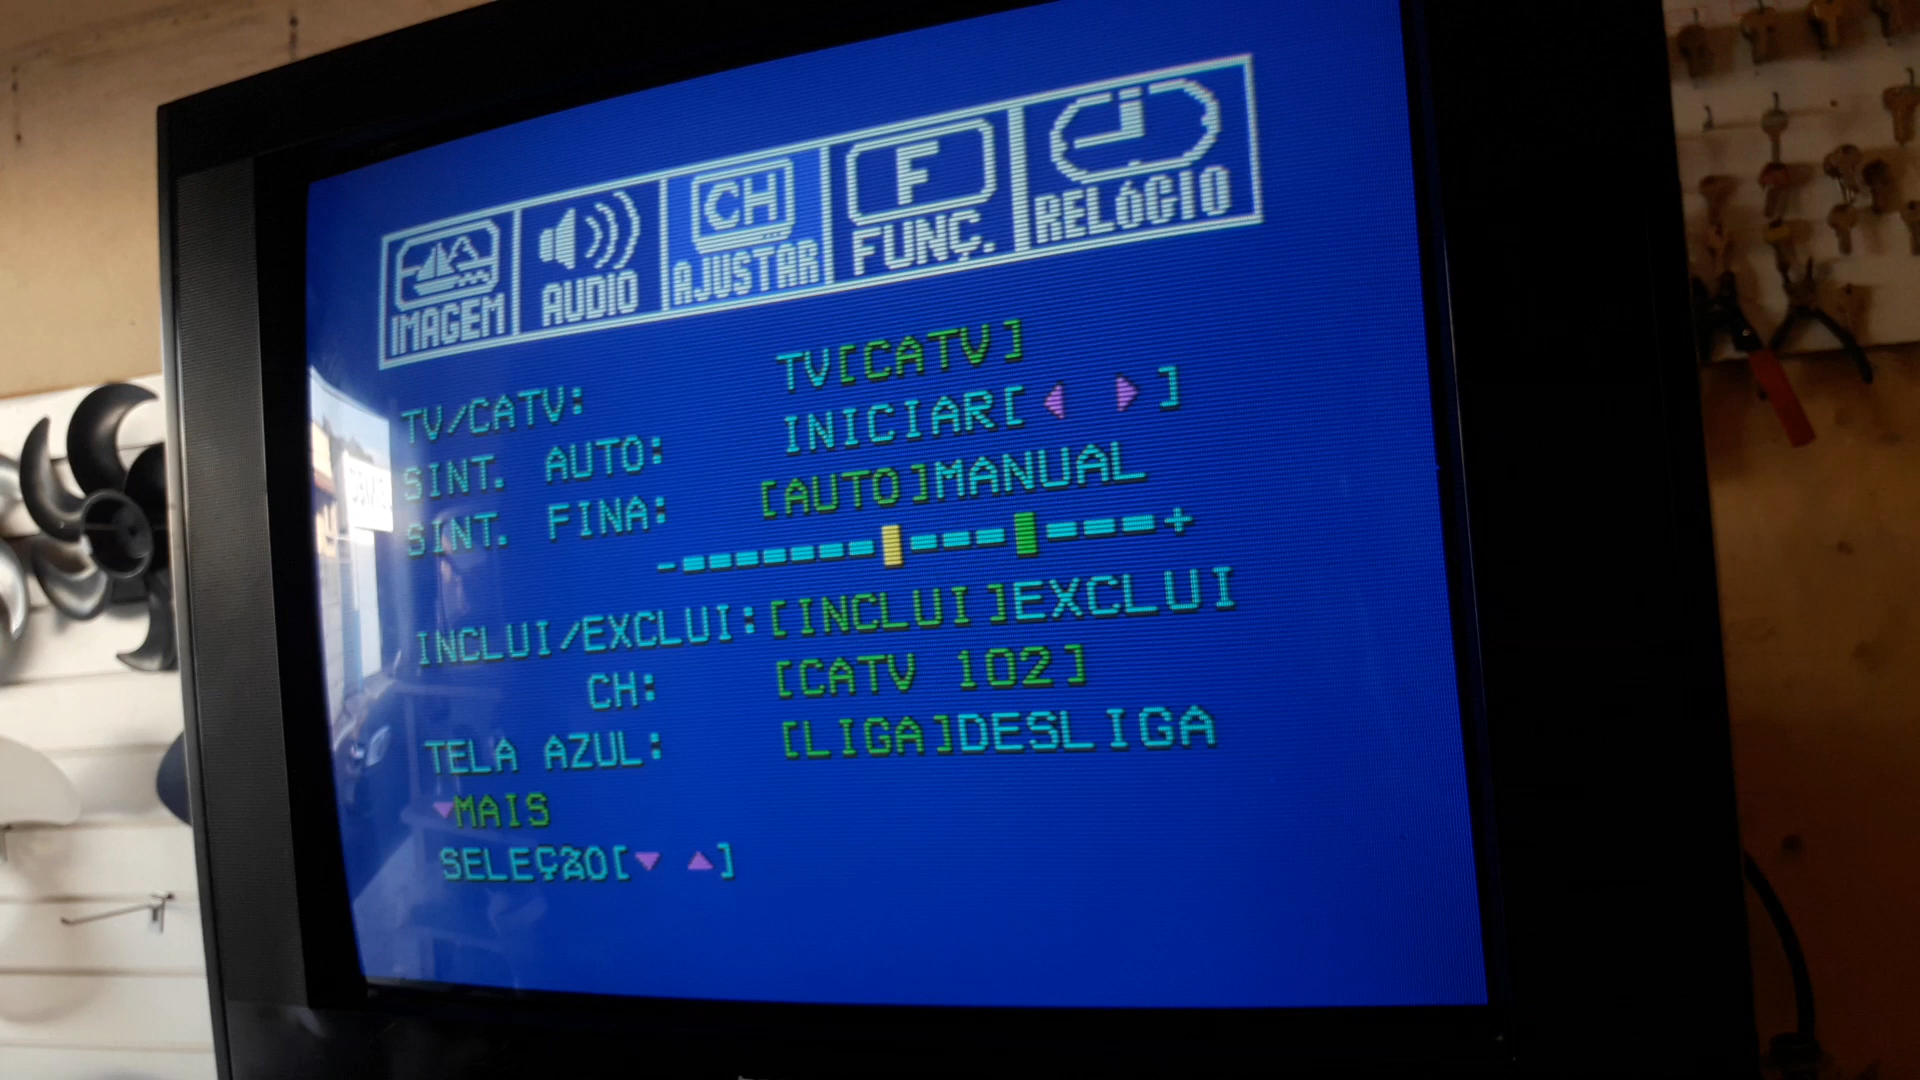 IMAGEM AUDIO CH AJUSTAR F FUNÇ. RELÓGIO
TV/CATV: TV[CATV]
SINT. AUTO: INICIAR[◀ ▶]
SINT. FINA: [AUTO]MANUAL
- +
INCLUI/EXCLUI:[INCLUI]EXCLUI
CH: [CATV 102]
TELA AZUL: [LIGA]DESLIGA
▼MAIS
SELEÇÃO[▼ ▲]